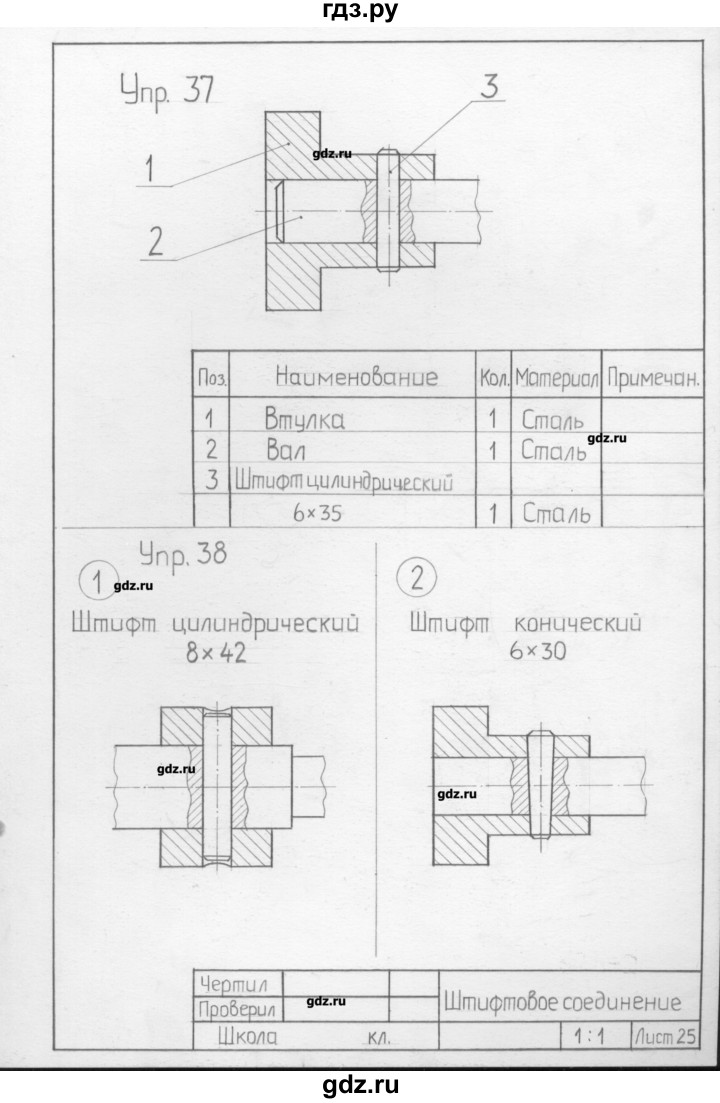 гдз.ру
Упр. 37
3
gdz.ru
1
2
Поз. Наименование Кол. Материал Примечан.
1 Втулка 1 Сталь
gdz.ru
2 Вал 1 Сталь
3 Штифт цилиндрический
6×35 1 Сталь
Упр. 38
1 gdz.ru
Штифт цилиндрический
8×42
gdz.ru
2
Штифт конический
6×30
gdz.ru
Чертил
Проверил gdz.ru
Штифтовое соединение
Школа кл. 1:1 Лист 25
gdz.ru